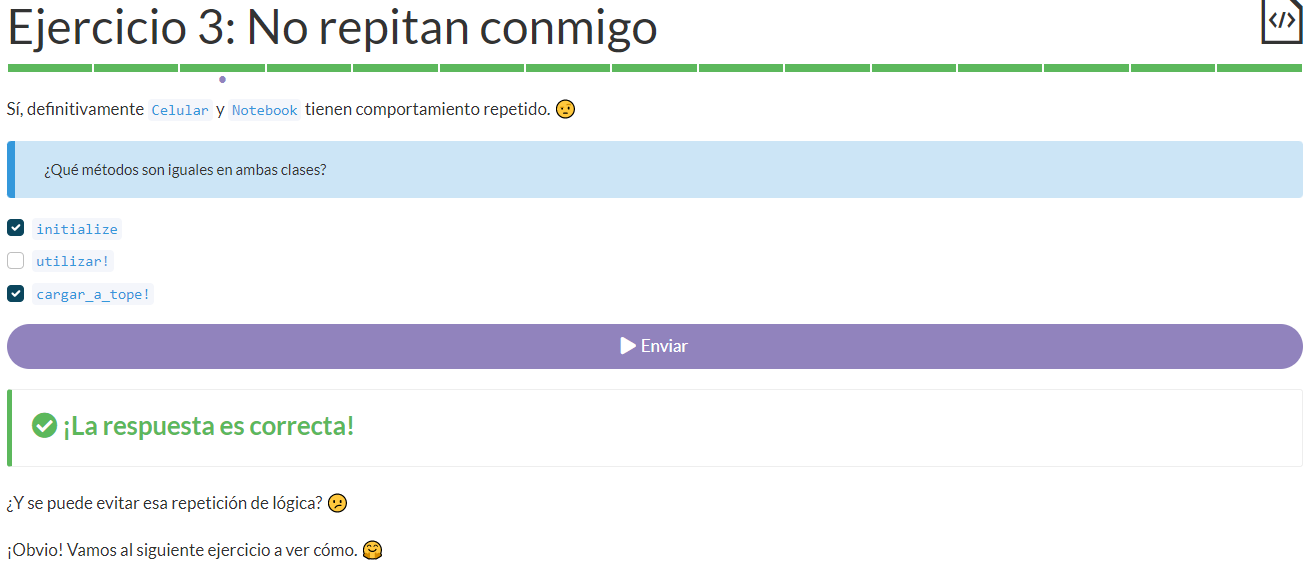 Ejercicio 3: No repitan conmigo
</>
Sí, definitivamente Celular y Notebook tienen comportamiento repetido. 😟
¿Qué métodos son iguales en ambas clases?
initialize
utilizar!
cargar_a_tope!
Enviar
¡La respuesta es correcta!
¿Y se puede evitar esa repetición de lógica? 😕
¡Obvio! Vamos al siguiente ejercicio a ver cómo. 🤗